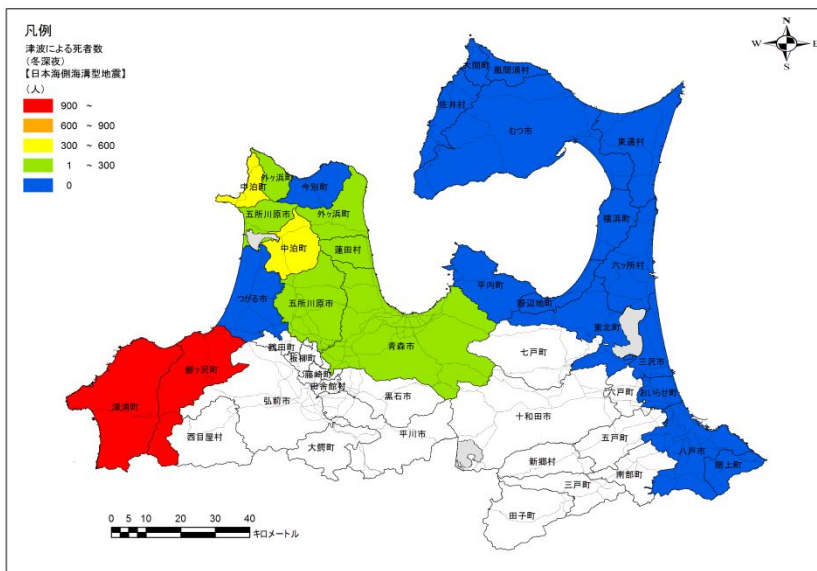 凡例
津波による死者数
(冬深夜)
【日本海側海溝型地震】
(人)
900 ~
600 ~ 900
300 ~ 600
1 ~ 300
0
N
W E
S
大間町
風間浦村
佐井村
むつ市
東通村
外ヶ浜町
今別町
中泊町
五所川原市
外ヶ浜町
横浜町
中泊町
蓬田村
六ヶ所村
平内町
つがる市
野辺地町
五所川原市
東北町
青森市
七戸町
三沢市
鶴田町
鰺ヶ沢町
板柳町
藤崎町
六戸町
おいらせ町
田舎館村
黒石市
深浦町
弘前市
十和田市
西目屋村
平川市
五戸町
八戸市
大鰐町
階上町
新郷村
南部町
三戸町
田子町
0 5 10 20 30 40
キロメートル